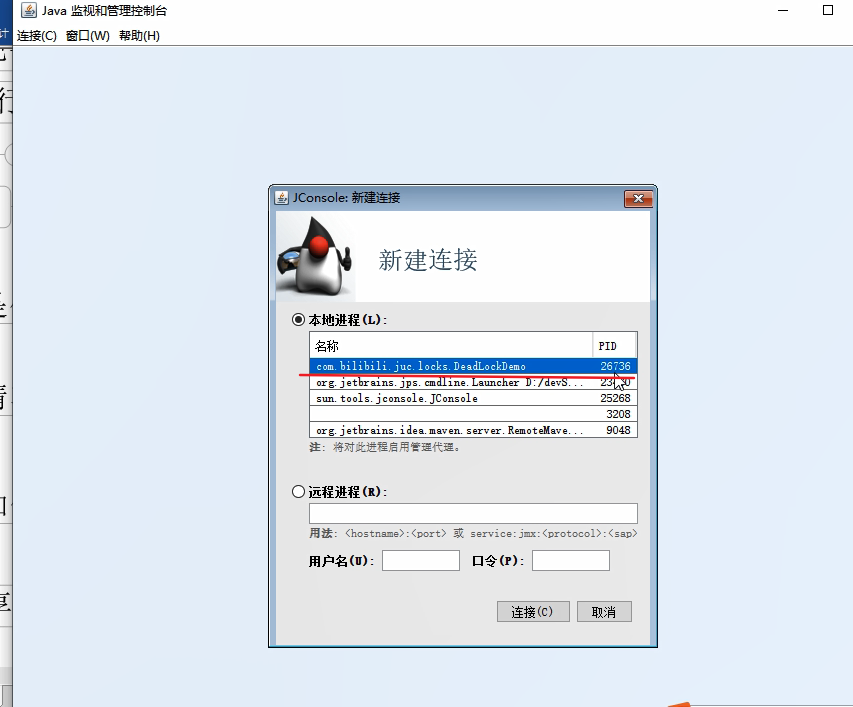 Java 监视和管理控制台
连接(C) 窗口(W) 帮助(H)
JConsole: 新建连接
新建连接
本地进程(L):
名称 PID
com.bilibili.juc.locks.DeadLockDemo 26736
org.jetbrains.jps.cmdline.Launcher D:/devS...
sun.tools.jconsole.JConsole 25268
3208
org.jetbrains.idea.maven.server.RemoteMave... 9048
注: 将对此进程启用管理代理。
远程进程(R):
用法: <hostname>:<port> 或 service:jmx:<protocol>:<sap>
用户名(U): 口令(P):
连接(C) 取消